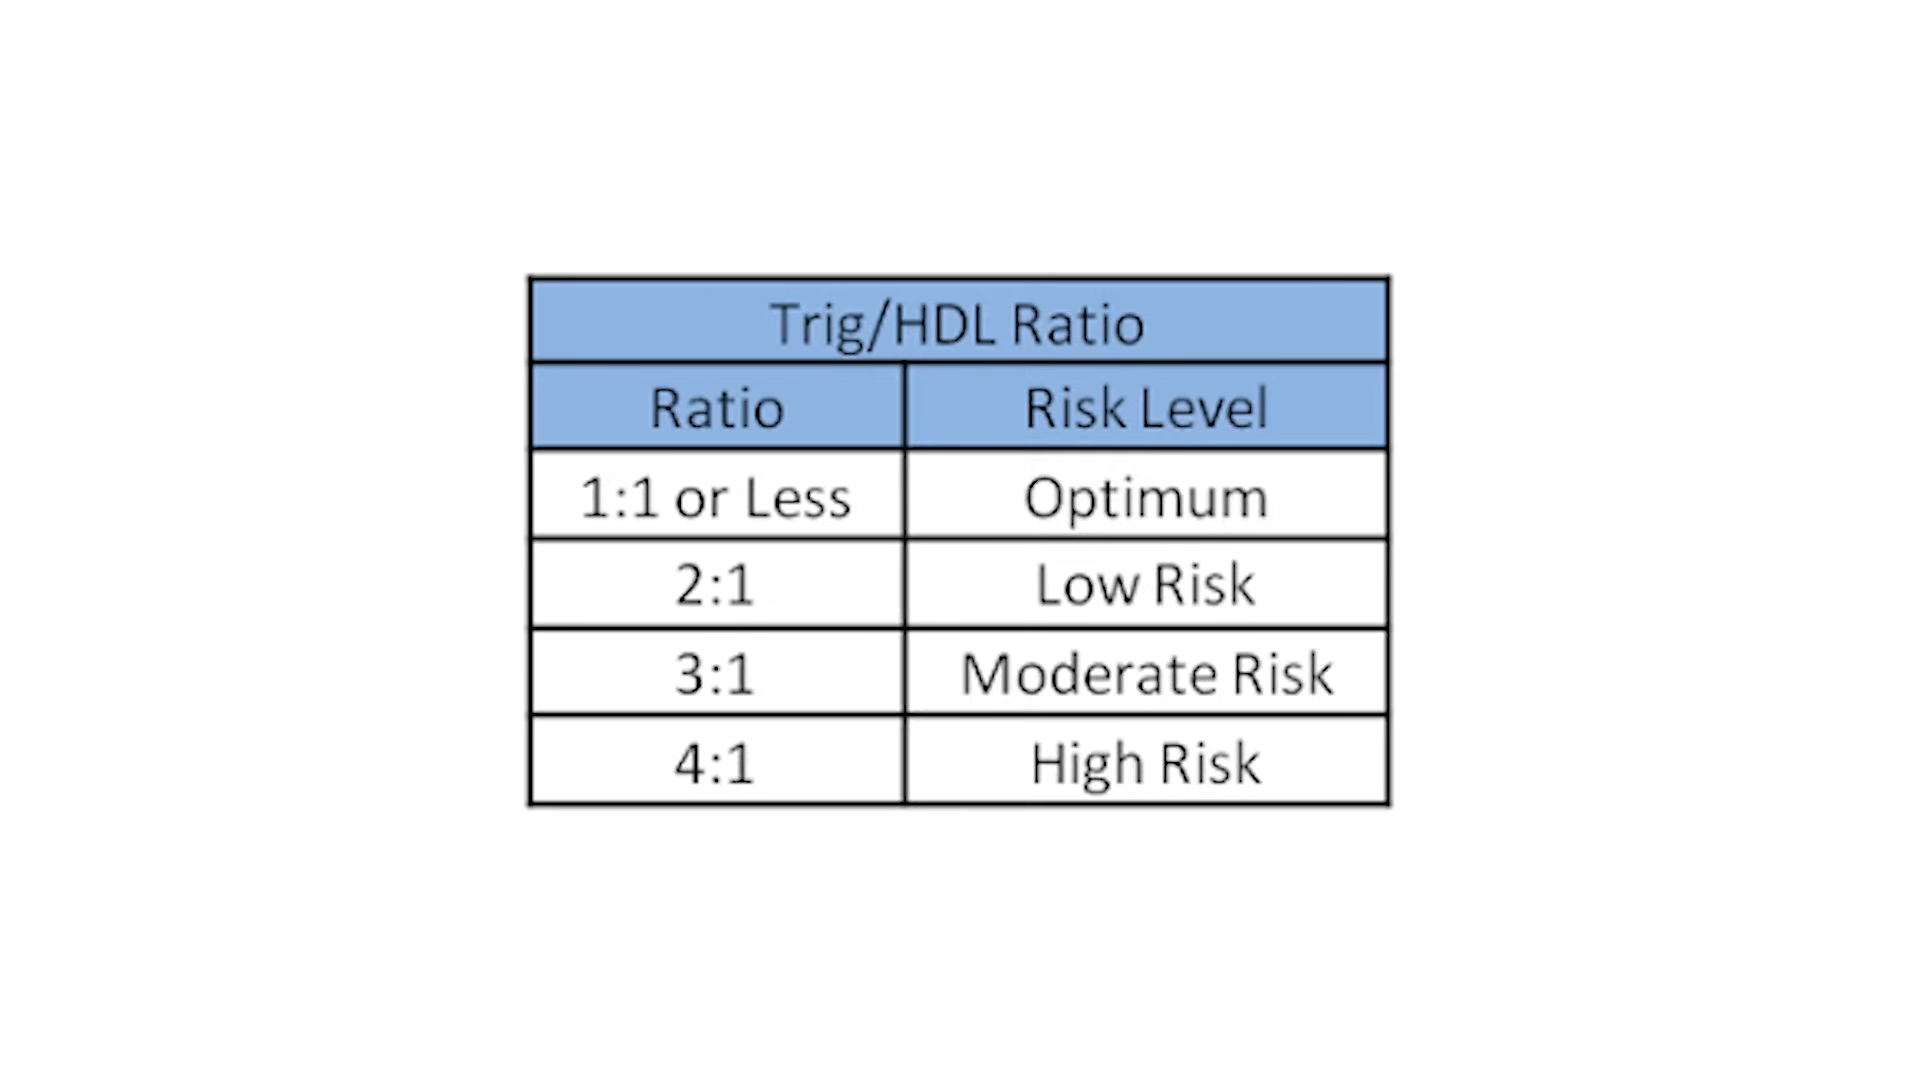 Trig/HDL Ratio
Ratio Risk Level
1:1 or Less Optimum
2:1 Low Risk
3:1 Moderate Risk
4:1 High Risk